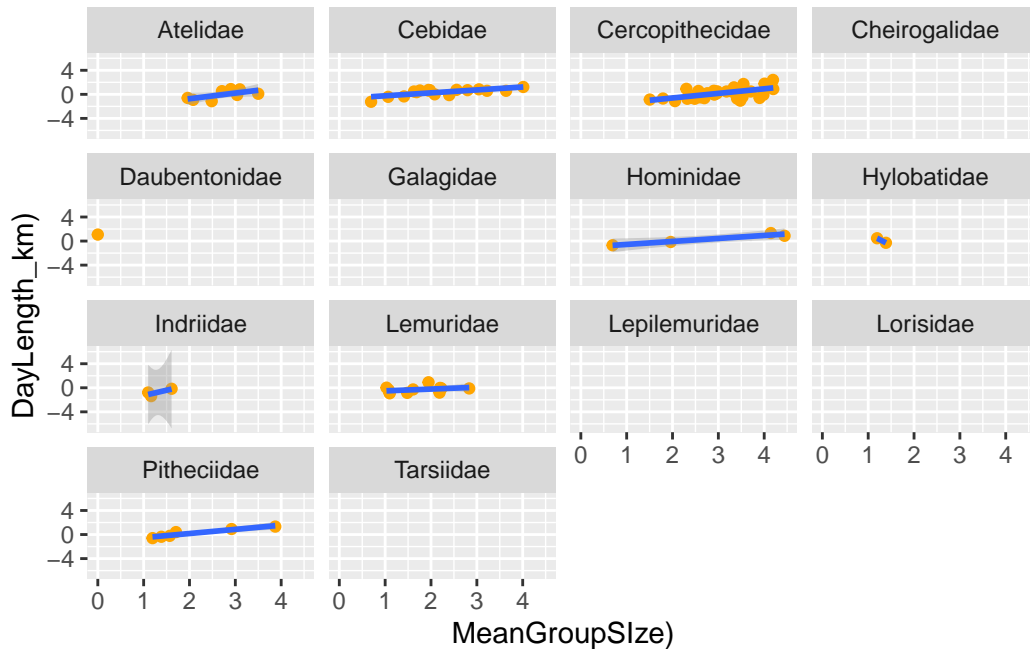 Atelidae Cebidae Cercopithecidae Cheirogalidae
4
0
−4
Daubentonidae Galagidae Hominidae Hylobatidae
4
0
−4
Indriidae Lemuridae Lepilemuridae Lorisidae
4
0
−4
0 1 2 3 4 0 1 2 3 4
Pitheciidae Tarsiidae
4
0
−4
0 1 2 3 4 0 1 2 3 4
DayLength_km)
MeanGroupSIze)